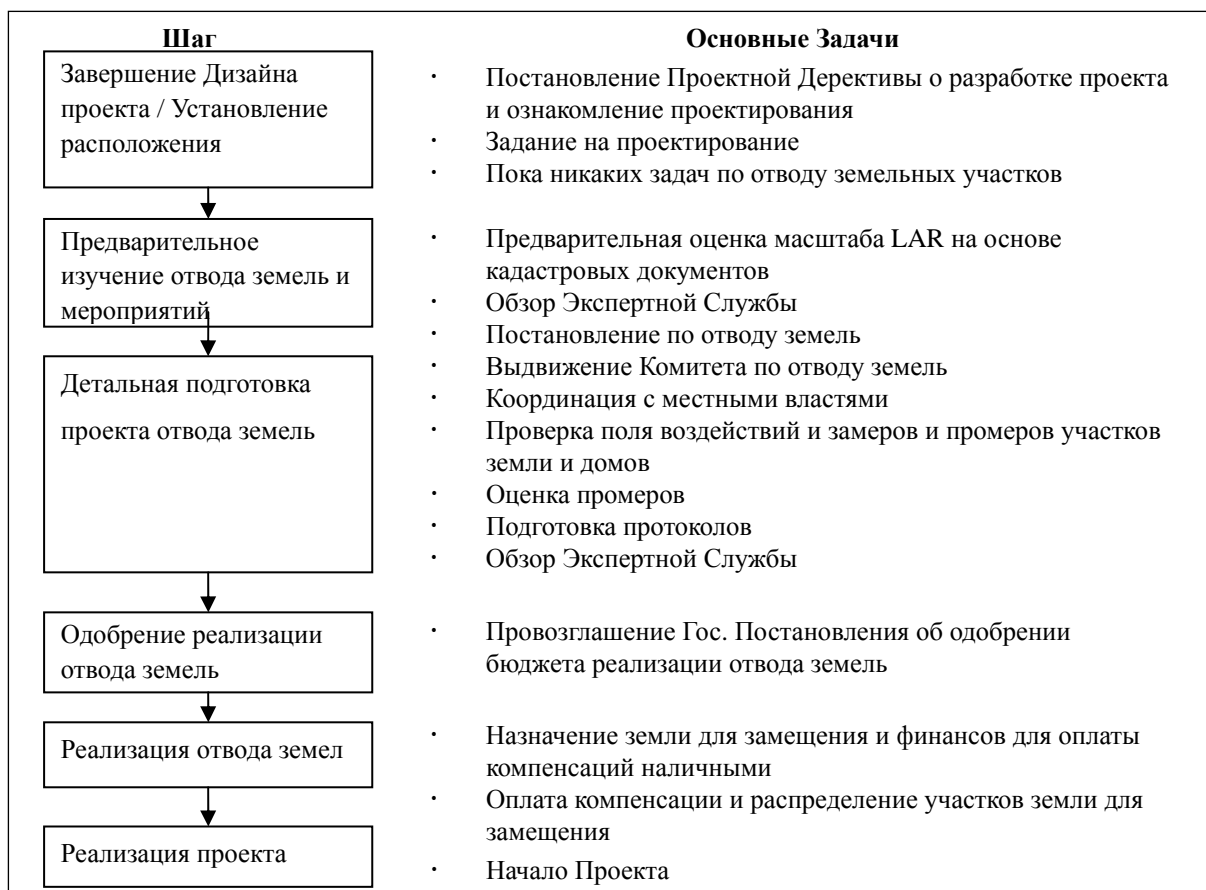 Шаг
Основные Задачи
Завершение Дизайна
проекта / Установление
расположения
· Постановление Проектной Дерективы о разработке проекта
и ознакомление проектирования
· Задание на проектирование
· Пока никаких задач по отводу земельных участков
Предварительное
изучение отвода земель и
мероприятий
· Предварительная оценка масштаба LAR на основе
кадастровых документов
· Обзор Экспертной Службы
· Постановление по отводу земель
Детальная подготовка
проекта отвода земель
· Выдвижение Комитета по отводу земель
· Координация с местными властями
· Проверка поля воздействий и замеров и промеров участков
земли и домов
· Оценка промеров
· Подготовка протоколов
· Обзор Экспертной Службы
Одобрение реализации
отвода земель
· Провозглашение Гос. Постановления об одобрении
бюджета реализации отвода земель
Реализация отвода земел
· Назначение земли для замещения и финансов для оплаты
компенсаций наличными
· Оплата компенсации и распределение участков земли для
замещения
Реализация проекта
· Начало Проекта